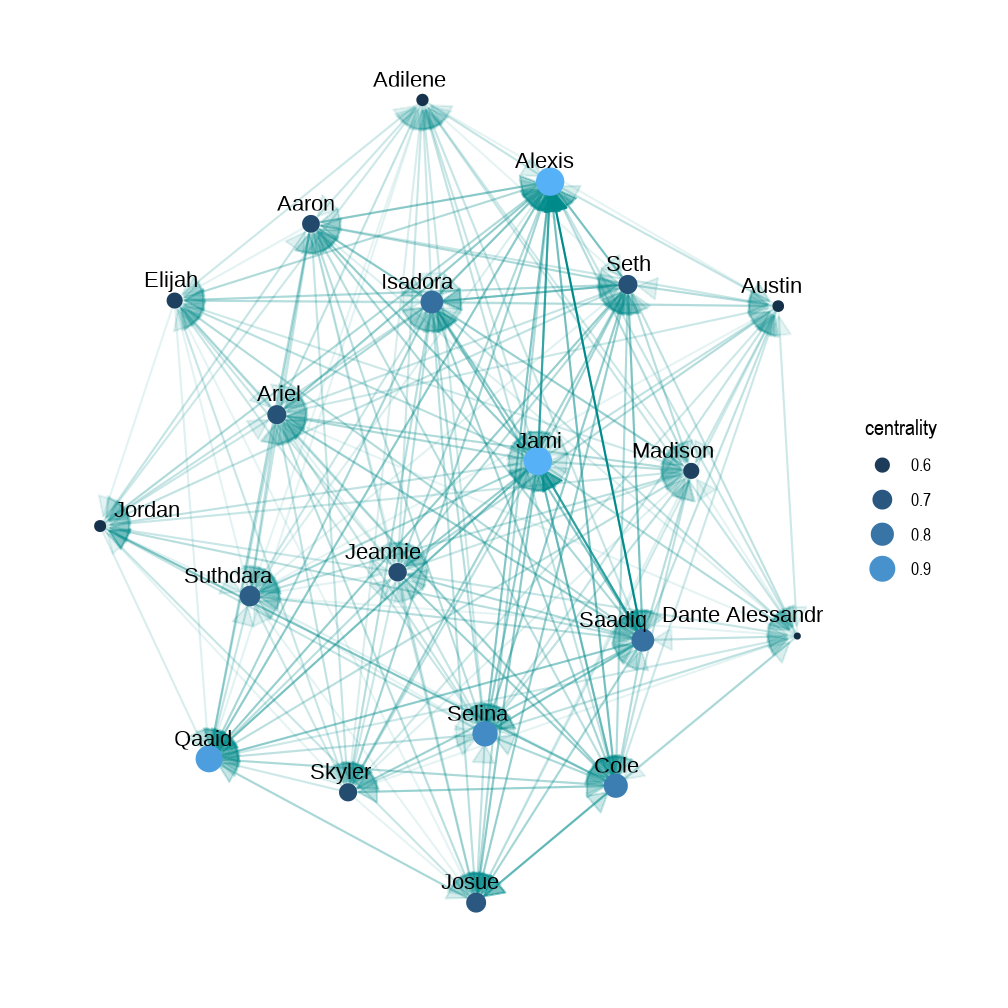 Adilene
Alexis
Aaron
Seth
Elijah
Isadora
Austin
Ariel
Jami
Madison
centrality
0.6
0.7
0.8
0.9
Jordan
Jeannie
Suthdara
Saadiq
Dante Alessandr
Selina
Qaaid
Skyler
Cole
Josue